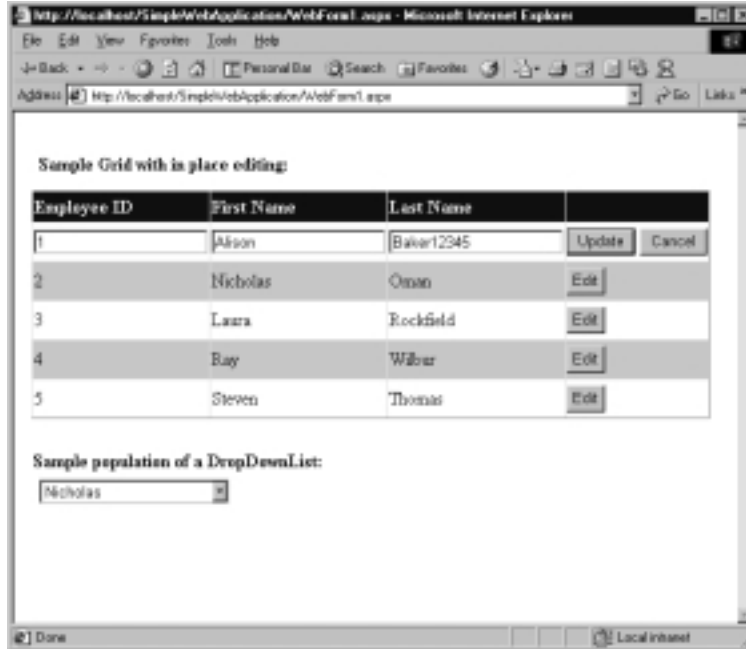 http://localhost/SimpleWebApplication/WebForm1.aspx - Microsoft Internet Explorer
File Edit View Favorites Tools Help
Back Personal Bar Search Favorites
Address http://localhost/SimpleWebApplication/WebForm1.aspx Go Links »
Sample Grid with in place editing:
Employee ID First Name Last Name
1 Alison Baker12345 Update Cancel
2 Nicholas Oman Edit
3 Laura Rockfield Edit
4 Ray Wilbur Edit
5 Steven Thomas Edit
Sample population of a DropDownList:
Nicholas
Done Local intranet